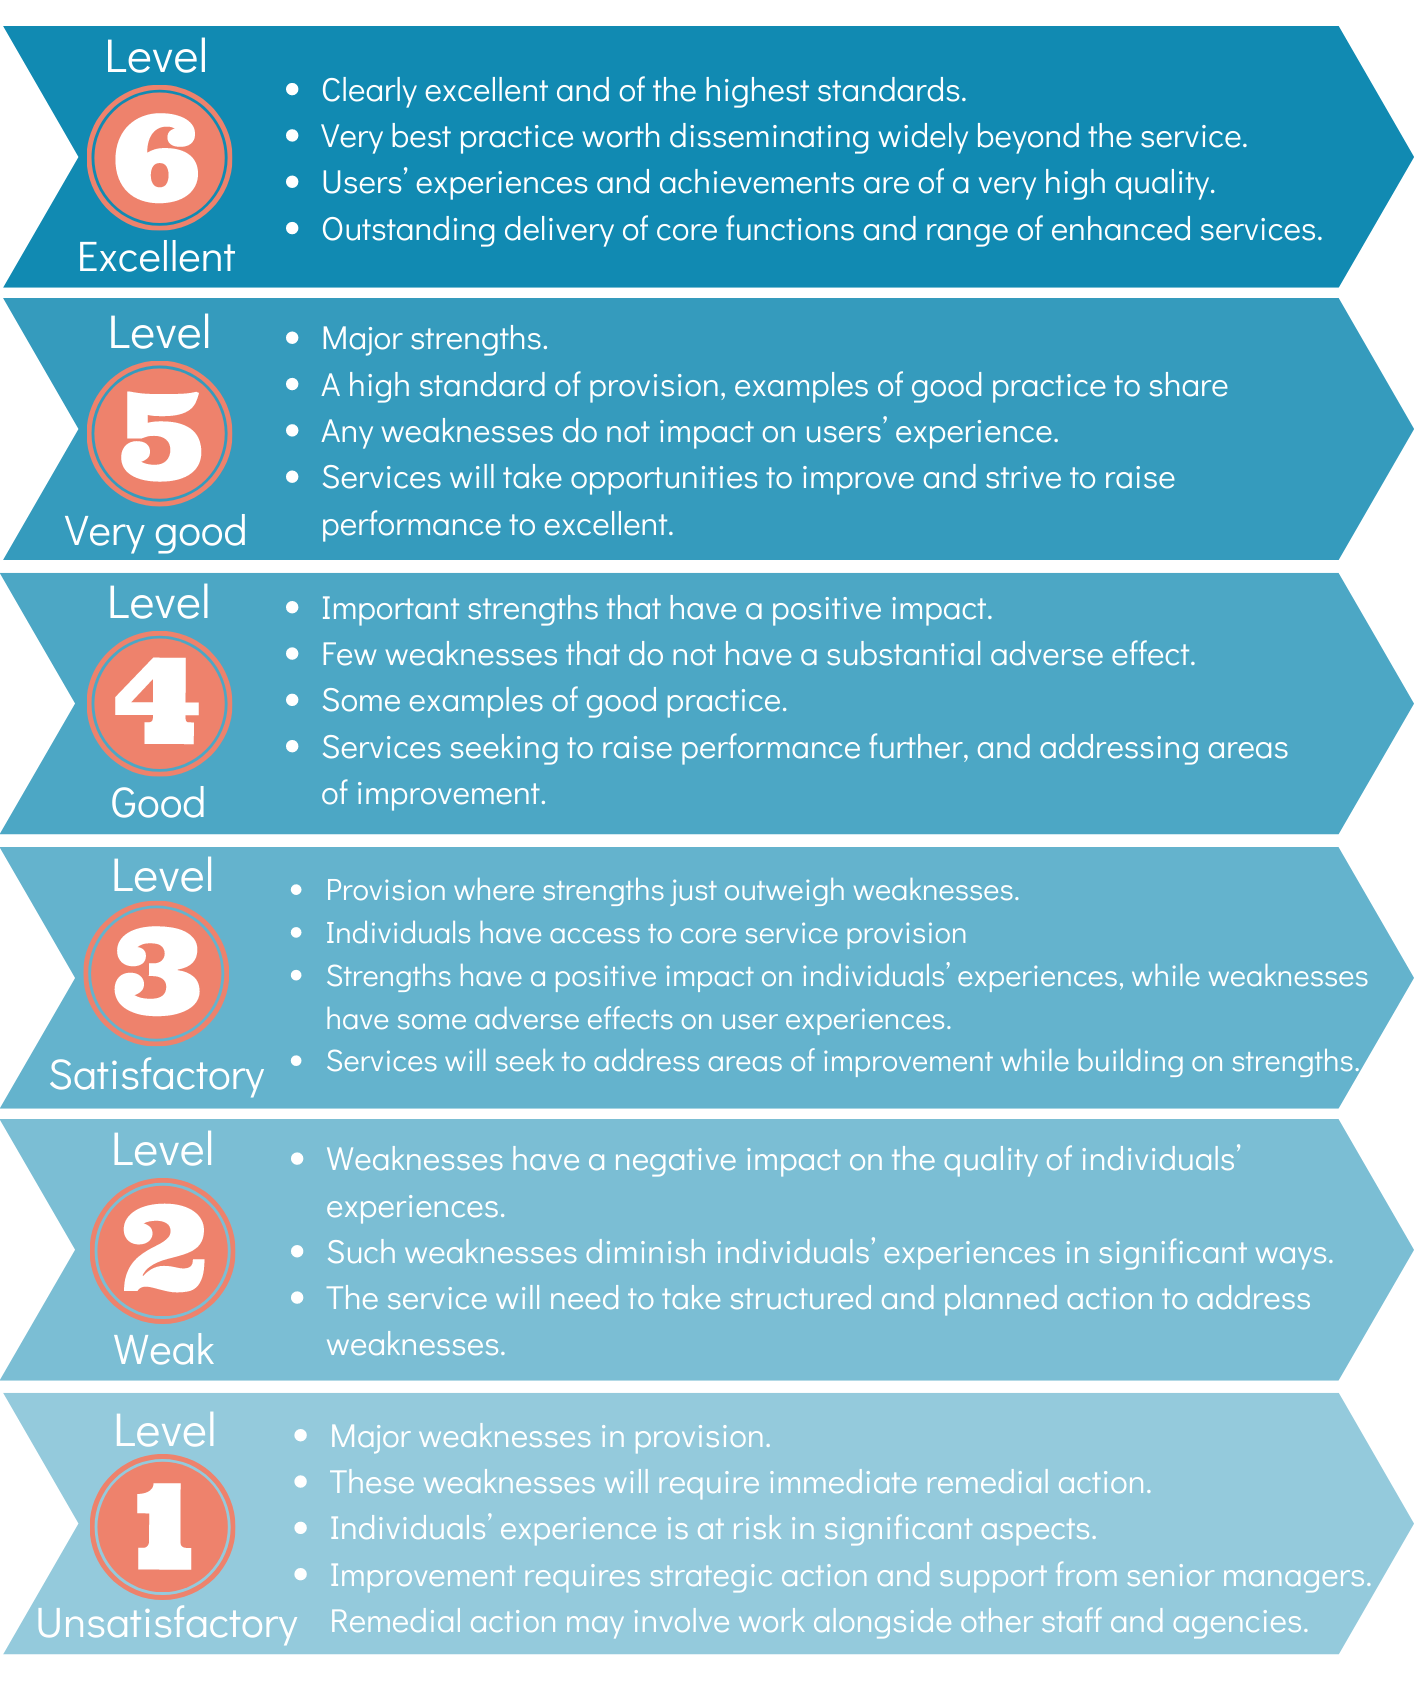 Level
6
Excellent
• Clearly excellent and of the highest standards.
• Very best practice worth disseminating widely beyond the service.
• Users’ experiences and achievements are of a very high quality.
• Outstanding delivery of core functions and range of enhanced services.
Level
5
Very good
• Major strengths.
• A high standard of provision, examples of good practice to share
• Any weaknesses do not impact on users’ experience.
• Services will take opportunities to improve and strive to raise
performance to excellent.
Level
4
Good
• Important strengths that have a positive impact.
• Few weaknesses that do not have a substantial adverse effect.
• Some examples of good practice.
• Services seeking to raise performance further, and addressing areas
of improvement.
Level
3
Satisfactory
• Provision where strengths just outweigh weaknesses.
• Individuals have access to core service provision
• Strengths have a positive impact on individuals’ experiences, while weaknesses
have some adverse effects on user experiences.
• Services will seek to address areas of improvement while building on strengths.
Level
2
Weak
• Weaknesses have a negative impact on the quality of individuals’
experiences.
• Such weaknesses diminish individuals’ experiences in significant ways.
• The service will need to take structured and planned action to address
weaknesses.
Level
1
Unsatisfactory
• Major weaknesses in provision.
• These weaknesses will require immediate remedial action.
• Individuals’ experience is at risk in significant aspects.
• Improvement requires strategic action and support from senior managers.
Remedial action may involve work alongside other staff and agencies.